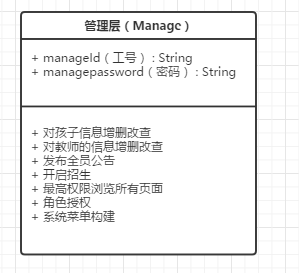 管理层（Manage）
+ manageId（工号）: String
+ managepassword（密码）: String
+ 对孩子信息增删改查
+ 对教师的信息增删改查
+ 发布全员公告
+ 开启招生
+ 最高权限浏览所有页面
+ 角色授权
+ 系统菜单构建